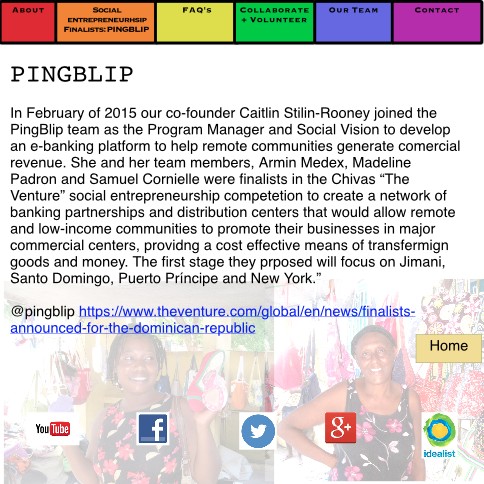 About
Social entrepreneurhsip Finalists: PINGBLIP
FAQ's
Collaborate + Volunteer
Our Team
Contact
PINGBLIP
In February of 2015 our co-founder Caitlin Stilin-Rooney joined the
PingBlip team as the Program Manager and Social Vision to develop
an e-banking platform to help remote communities generate comercial
revenue. She and her team members, Armin Medex, Madeline
Padron and Samuel Cornielle were finalists in the Chivas “The
Venture” social entrepreneurship competetion to create a network of
banking partnerships and distribution centers that would allow remote
and low-income communities to promote their businesses in major
commercial centers, providng a cost effective means of transfermign
goods and money. The first stage they prposed will focus on Jimani,
Santo Domingo, Puerto Príncipe and New York.”
@pingblip https://www.theventure.com/global/en/news/finalists-
announced-for-the-dominican-republic
Home
You Tube
f
g+
idealist